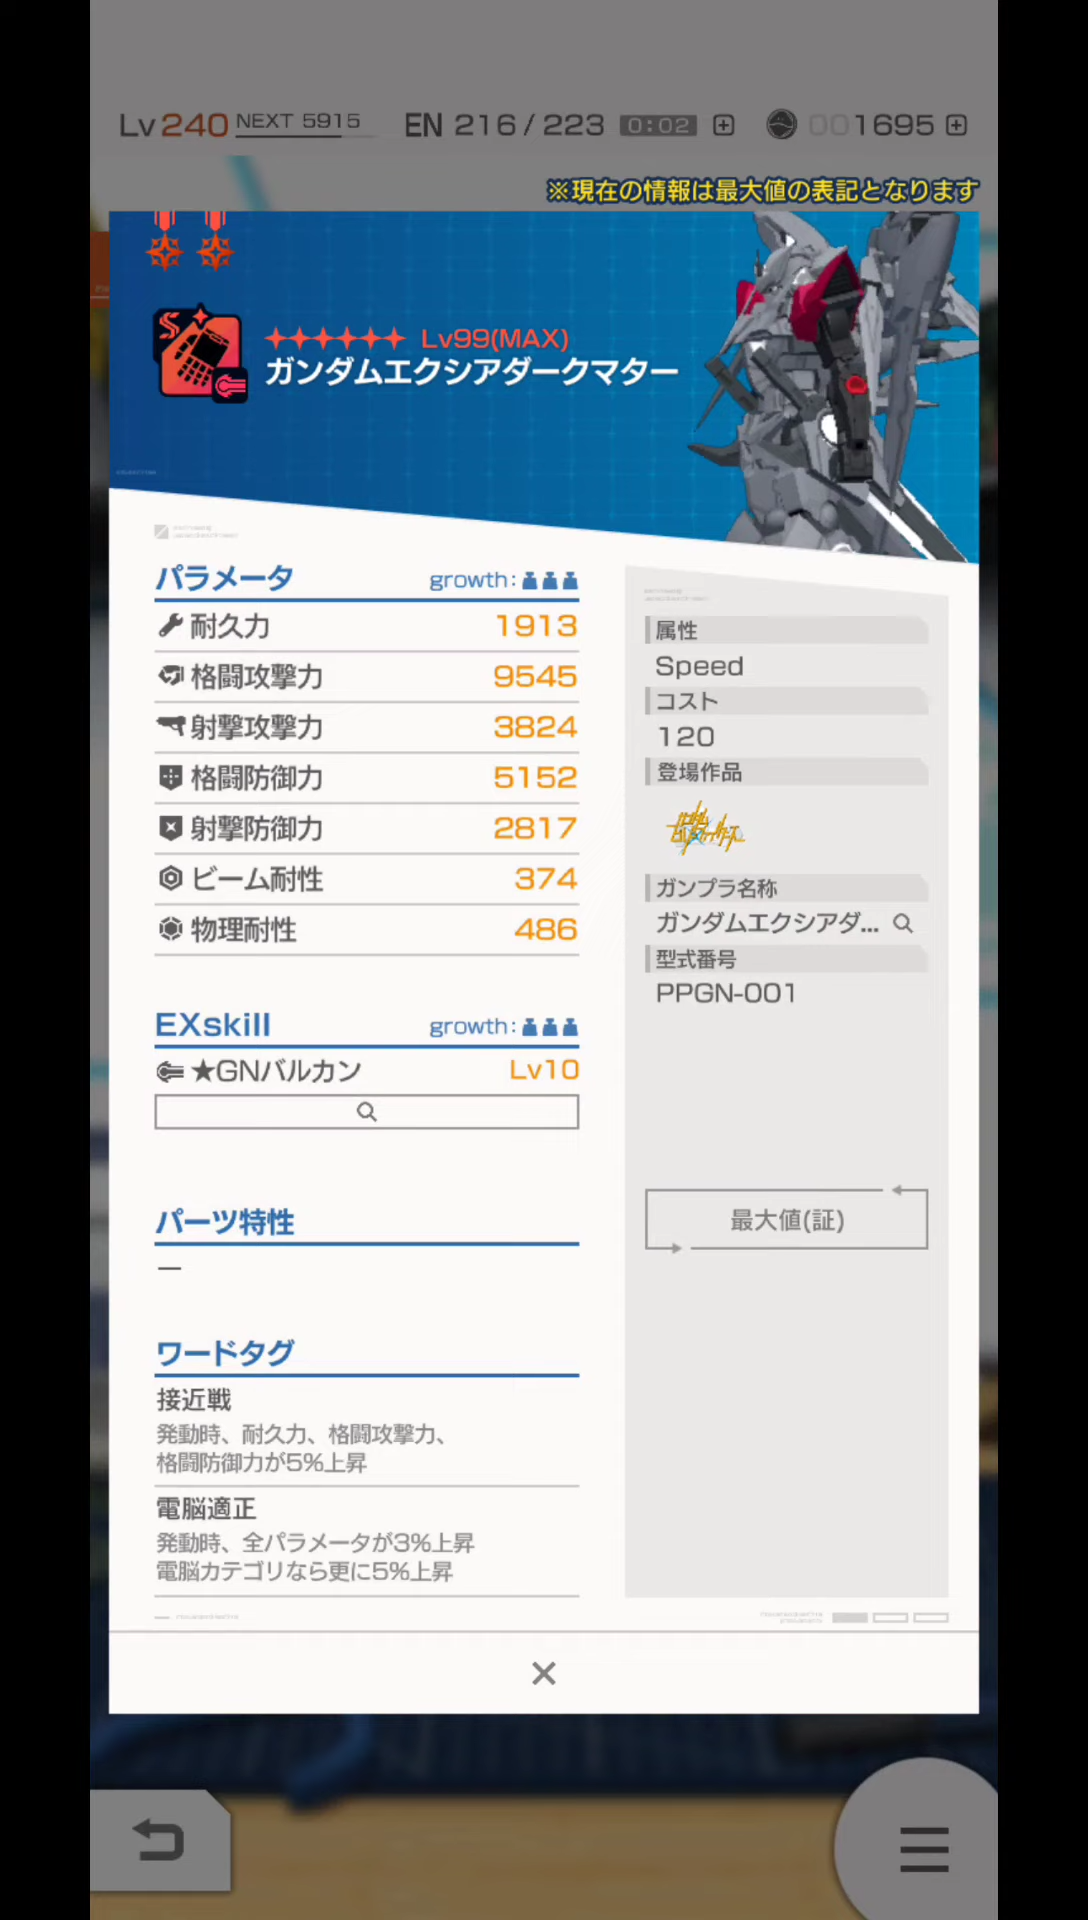 Lv240 NEXT 5915 EN 216/223 0:02 001695
※現在の情報は最大値の表記となります
Lv99(MAX)
ガンダムエクシアダークマター
パラメータ growth:
耐久力 1913
格闘攻撃力 9545
射撃攻撃力 3824
格闘防御力 5152
射撃防御力 2817
ビーム耐性 374
物理耐性 486
EXskill growth:
★GNバルカン Lv10
パーツ特性
—
ワードタグ
接近戦
発動時、耐久力、格闘攻撃力、
格闘防御力が5%上昇
電脳適正
発動時、全パラメータが3%上昇
電脳カテゴリなら更に5%上昇
属性
Speed
コスト
120
登場作品
ガンプラ名称
ガンダムエクシアダ...
型式番号
PPGN-001
最大値(証)